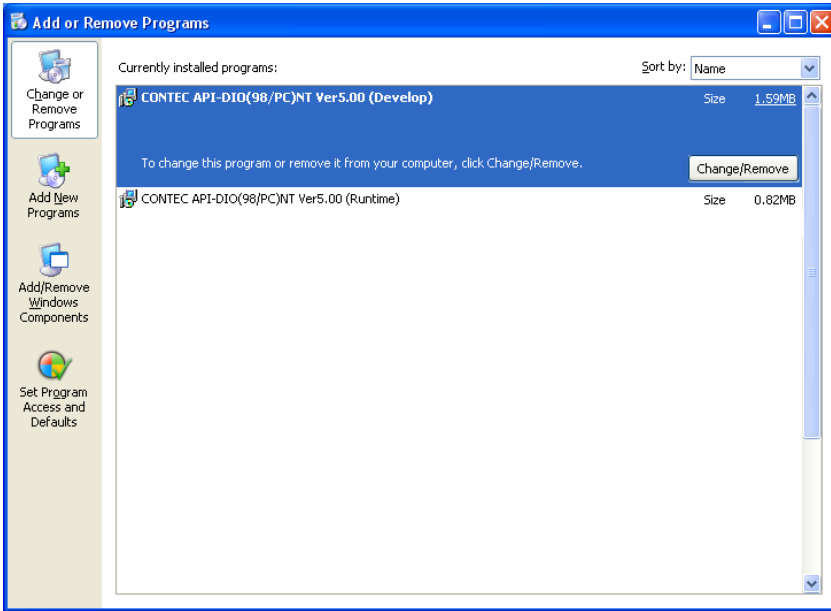 Add or Remove Programs
Change or
Remove
Programs
Add New
Programs
Add/Remove
Windows
Components
Set Program
Access and
Defaults
Currently installed programs:
Sort by: Name
CONTEC API-DIO(98/PC)NT Ver5.00 (Develop) Size 1.59MB
To change this program or remove it from your computer, click Change/Remove. Change/Remove
CONTEC API-DIO(98/PC)NT Ver5.00 (Runtime) Size 0.82MB